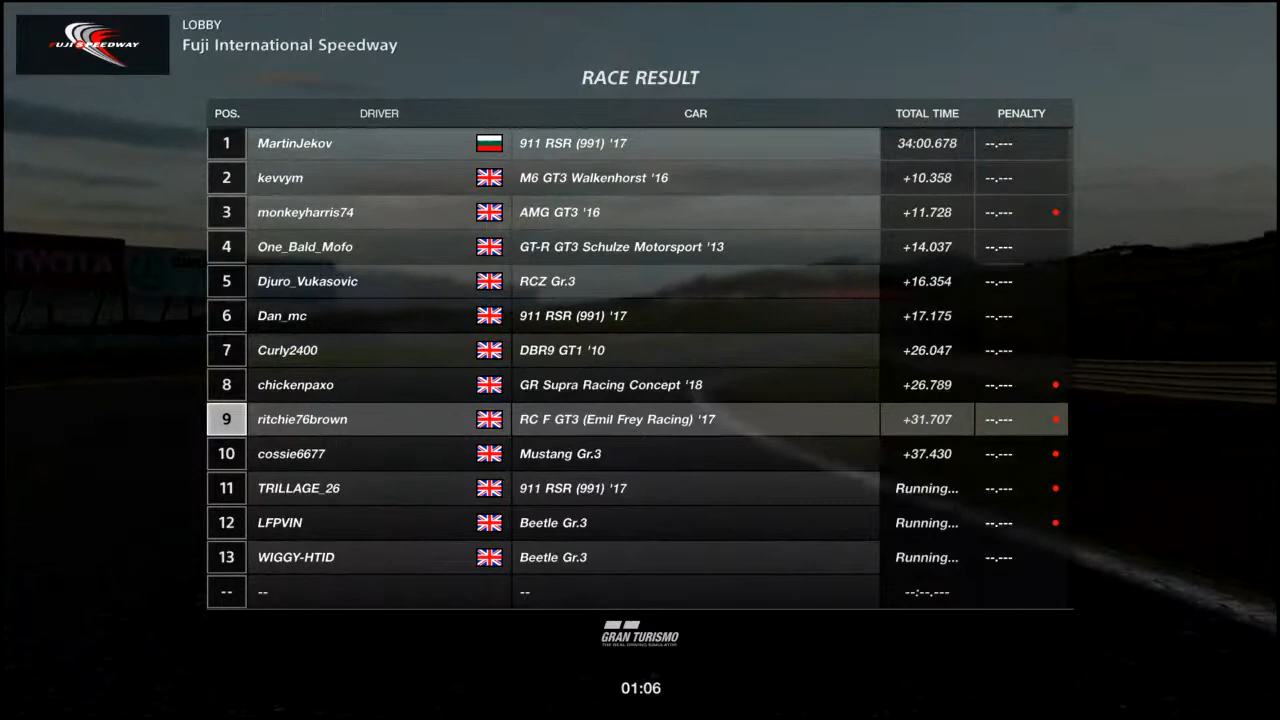 FUJI SPEEDWAY
LOBBY
Fuji International Speedway
RACE RESULT
POS. DRIVER CAR TOTAL TIME PENALTY
1 MartinJekov 911 RSR (991) '17 34:00.678 --.---
2 kevvym M6 GT3 Walkenhorst '16 +10.358 --.---
3 monkeyharris74 AMG GT3 '16 +11.728 --.---
4 One_Bald_Mofo GT-R GT3 Schulze Motorsport '13 +14.037 --.---
5 Djuro_Vukasovic RCZ Gr.3 +16.354 --.---
6 Dan_mc 911 RSR (991) '17 +17.175 --.---
7 Curly2400 DBR9 GT1 '10 +26.047 --.---
8 chickenpaxo GR Supra Racing Concept '18 +26.789 --.---
9 ritchie76brown RC F GT3 (Emil Frey Racing) '17 +31.707 --.---
10 cossie6677 Mustang Gr.3 +37.430 --.---
11 TRILLAGE_26 911 RSR (991) '17 Running... --.---
12 LFPVIN Beetle Gr.3 Running... --.---
13 WIGGY-HTID Beetle Gr.3 Running... --.---
-- -- -- --:--.---
TOYOTA
GRAN TURISMO
THE REAL DRIVING SIMULATOR
01:06